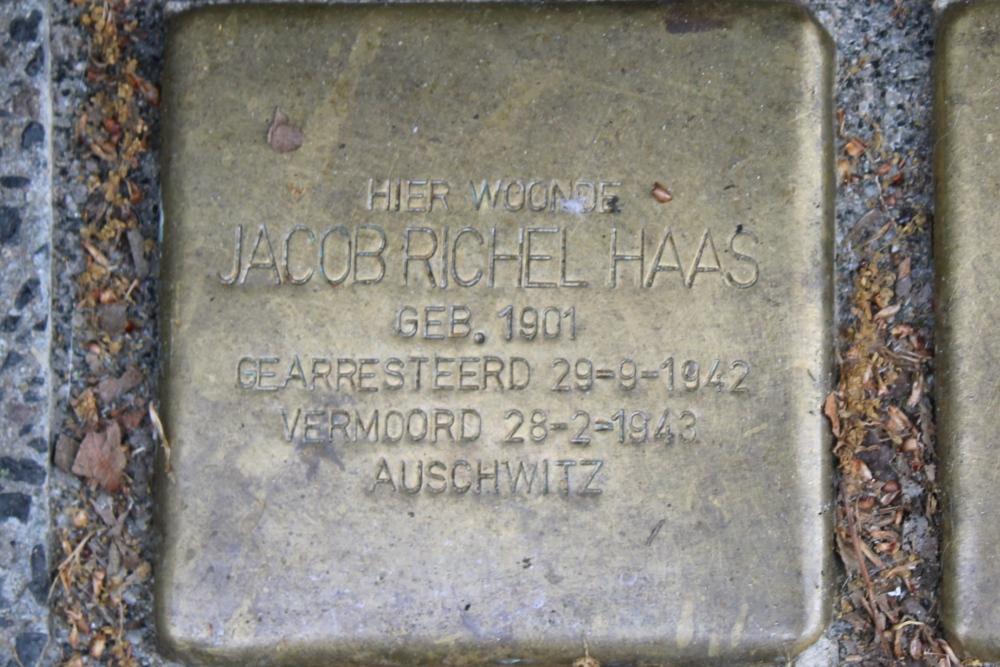 HIER WOONDE
JACOB RICHEL HAAS
GEB. 1901
GEARRESTEERD 29-9-1942
VERMOORD 28-2-1943
AUSCHWITZ